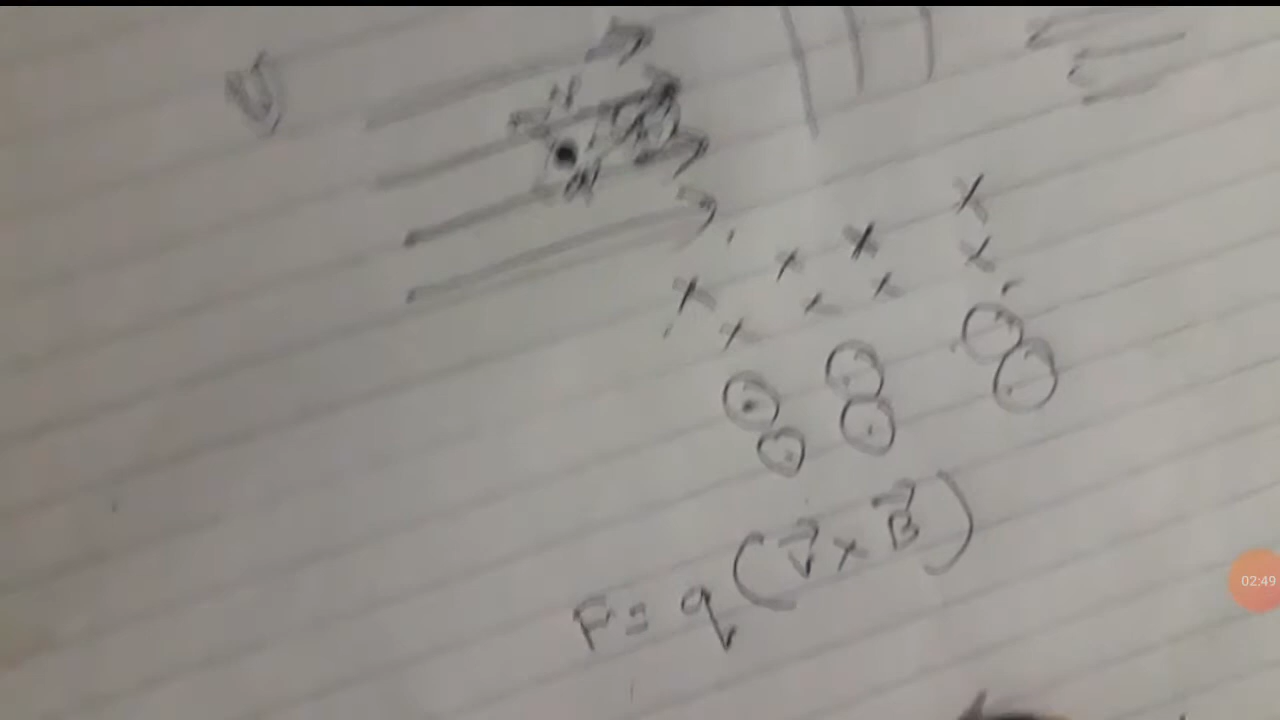 F = q (v⃗ × B⃗)
02:49